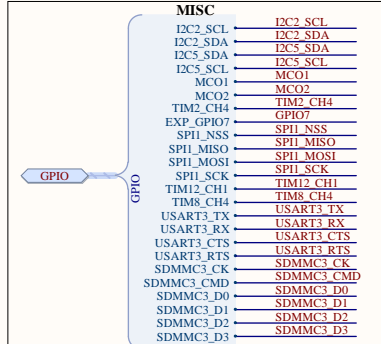 MISC
I2C2_SCL I2C2_SCL
I2C2_SDA I2C2_SDA
I2C5_SDA I2C5_SDA
I2C5_SCL I2C5_SCL
MCO1 MCO1
MCO2 MCO2
TIM2_CH4 TIM2_CH4
EXP_GPIO7 GPIO7
SPI1_NSS SPI1_NSS
SPI1_MISO SPI1_MISO
SPI1_MOSI SPI1_MOSI
GPIO GPIO SPI1_SCK SPI1_SCK
TIM12_CH1 TIM12_CH1
TIM8_CH4 TIM8_CH4
USART3_TX USART3_TX
USART3_RX USART3_RX
USART3_CTS USART3_CTS
USART3_RTS USART3_RTS
SDMMC3_CK SDMMC3_CK
SDMMC3_CMD SDMMC3_CMD
SDMMC3_D0 SDMMC3_D0
SDMMC3_D1 SDMMC3_D1
SDMMC3_D2 SDMMC3_D2
SDMMC3_D3 SDMMC3_D3